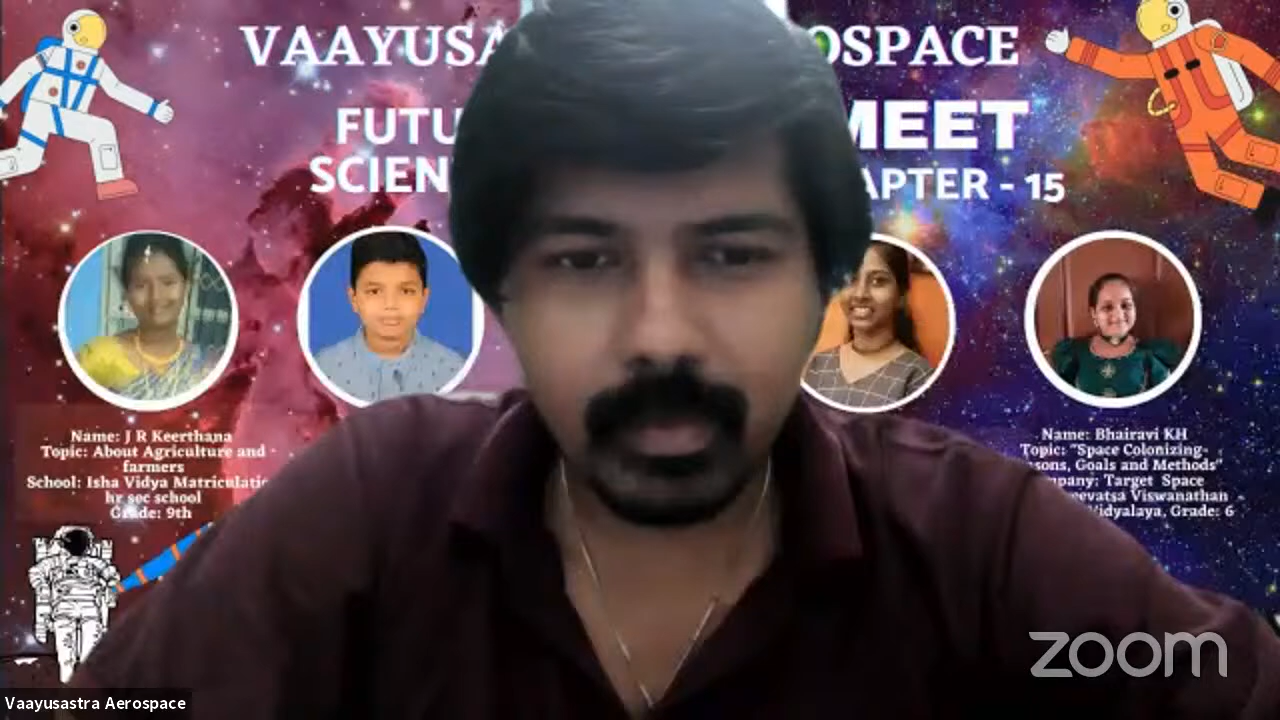 VAAYUSA OSPACE
FUTU MEET
SCIEN APTER - 15
Name: J R Keerthana
Topic: About Agriculture and
farmers
School: Isha Vidya Matriculatio
hr sec school
Grade: 9th
Name: Bhairavi KH
Topic: "Space Colonizing-
sons, Goals and Methods"
mpany: Target Space
eevatsa Viswanathan
Vidyalaya, Grade: 6
zoom
Vaayusastra Aerospace